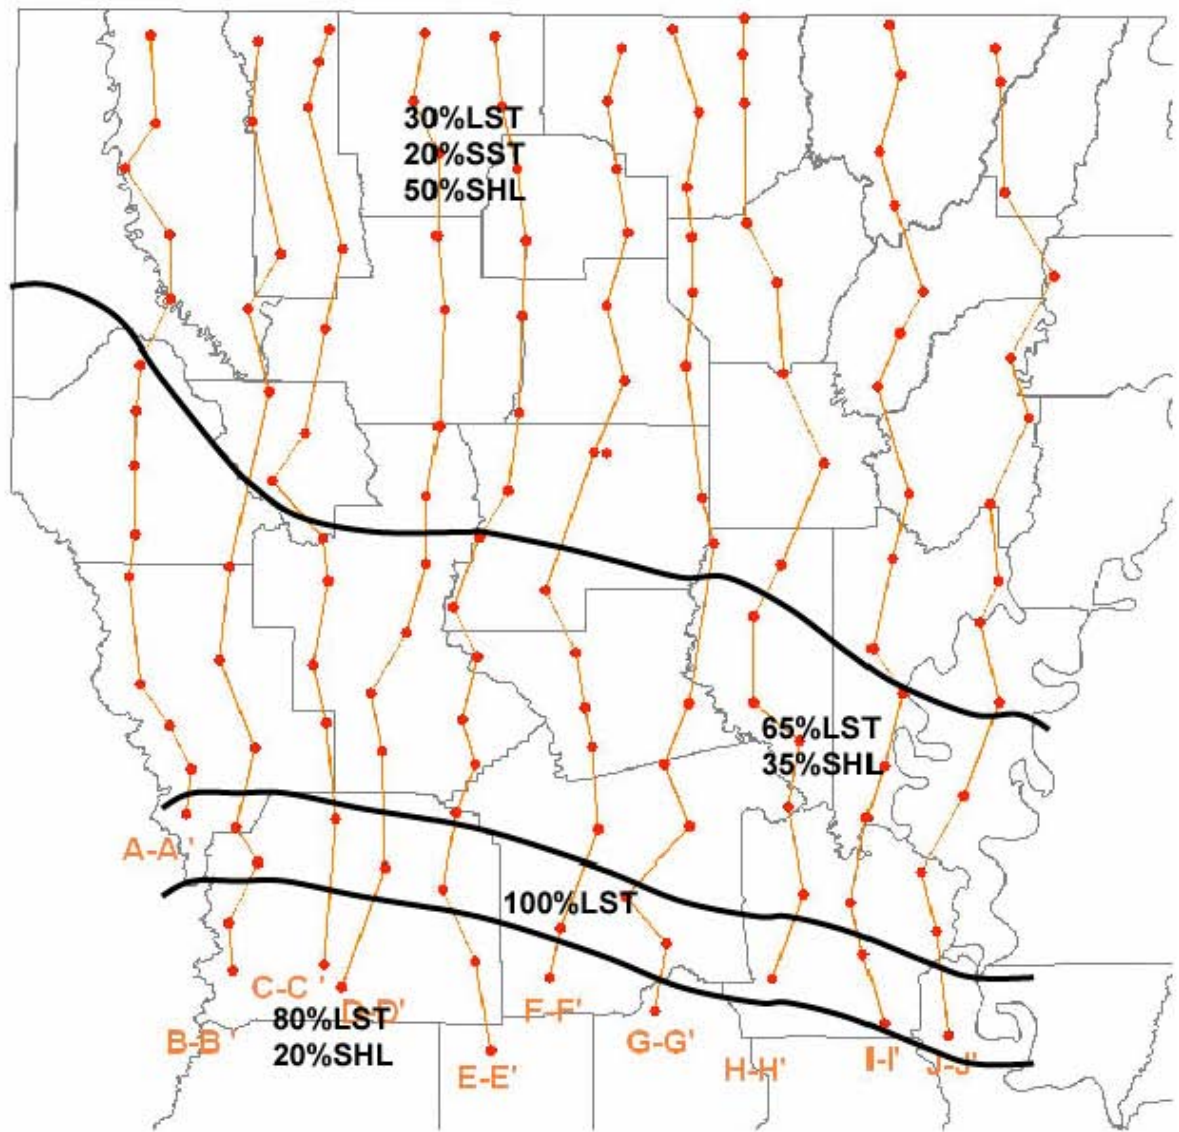 30%LST
20%SST
50%SHL
65%LST
35%SHL
A-A'
100%LST
C-C'
D-D'
F-F'
80%LST
20%SHL
B-B'
G-G'
E-E'
H-H'
I-I'
J-J'